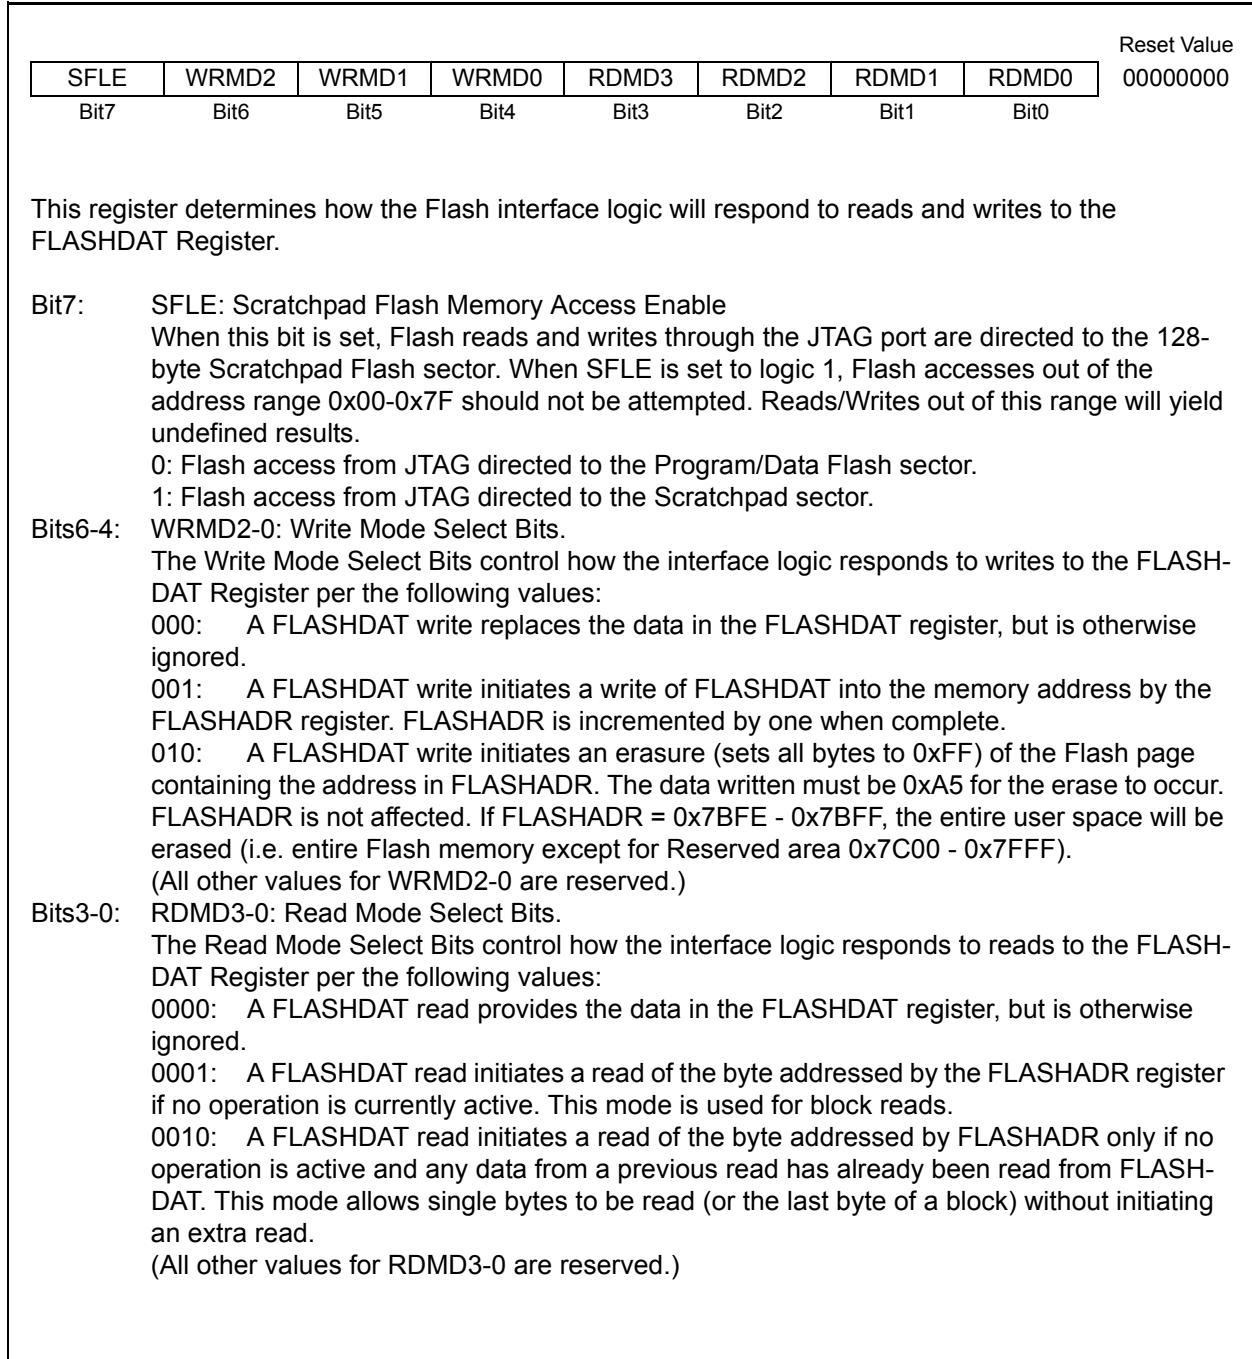 Reset Value
SFLE WRMD2 WRMD1 WRMD0 RDMD3 RDMD2 RDMD1 RDMD0 00000000
Bit7 Bit6 Bit5 Bit4 Bit3 Bit2 Bit1 Bit0
This register determines how the Flash interface logic will respond to reads and writes to the
FLASHDAT Register.
Bit7: SFLE: Scratchpad Flash Memory Access Enable
When this bit is set, Flash reads and writes through the JTAG port are directed to the 128-
byte Scratchpad Flash sector. When SFLE is set to logic 1, Flash accesses out of the
address range 0x00-0x7F should not be attempted. Reads/Writes out of this range will yield
undefined results.
0: Flash access from JTAG directed to the Program/Data Flash sector.
1: Flash access from JTAG directed to the Scratchpad sector.
Bits6-4: WRMD2-0: Write Mode Select Bits.
The Write Mode Select Bits control how the interface logic responds to writes to the FLASH-
DAT Register per the following values:
000: A FLASHDAT write replaces the data in the FLASHDAT register, but is otherwise
ignored.
001: A FLASHDAT write initiates a write of FLASHDAT into the memory address by the
FLASHADR register. FLASHADR is incremented by one when complete.
010: A FLASHDAT write initiates an erasure (sets all bytes to 0xFF) of the Flash page
containing the address in FLASHADR. The data written must be 0xA5 for the erase to occur.
FLASHADR is not affected. If FLASHADR = 0x7BFE - 0x7BFF, the entire user space will be
erased (i.e. entire Flash memory except for Reserved area 0x7C00 - 0x7FFF).
(All other values for WRMD2-0 are reserved.)
Bits3-0: RDMD3-0: Read Mode Select Bits.
The Read Mode Select Bits control how the interface logic responds to reads to the FLASH-
DAT Register per the following values:
0000: A FLASHDAT read provides the data in the FLASHDAT register, but is otherwise
ignored.
0001: A FLASHDAT read initiates a read of the byte addressed by the FLASHADR register
if no operation is currently active. This mode is used for block reads.
0010: A FLASHDAT read initiates a read of the byte addressed by FLASHADR only if no
operation is active and any data from a previous read has already been read from FLASH-
DAT. This mode allows single bytes to be read (or the last byte of a block) without initiating
an extra read.
(All other values for RDMD3-0 are reserved.)